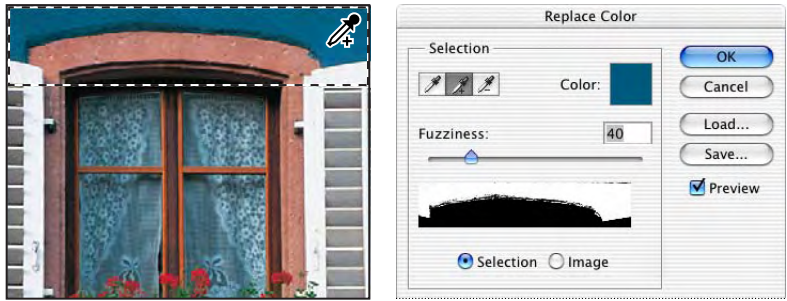 Replace Color
Selection
Color:
Fuzziness:
40
Selection
Image
OK
Cancel
Load...
Save...
Preview